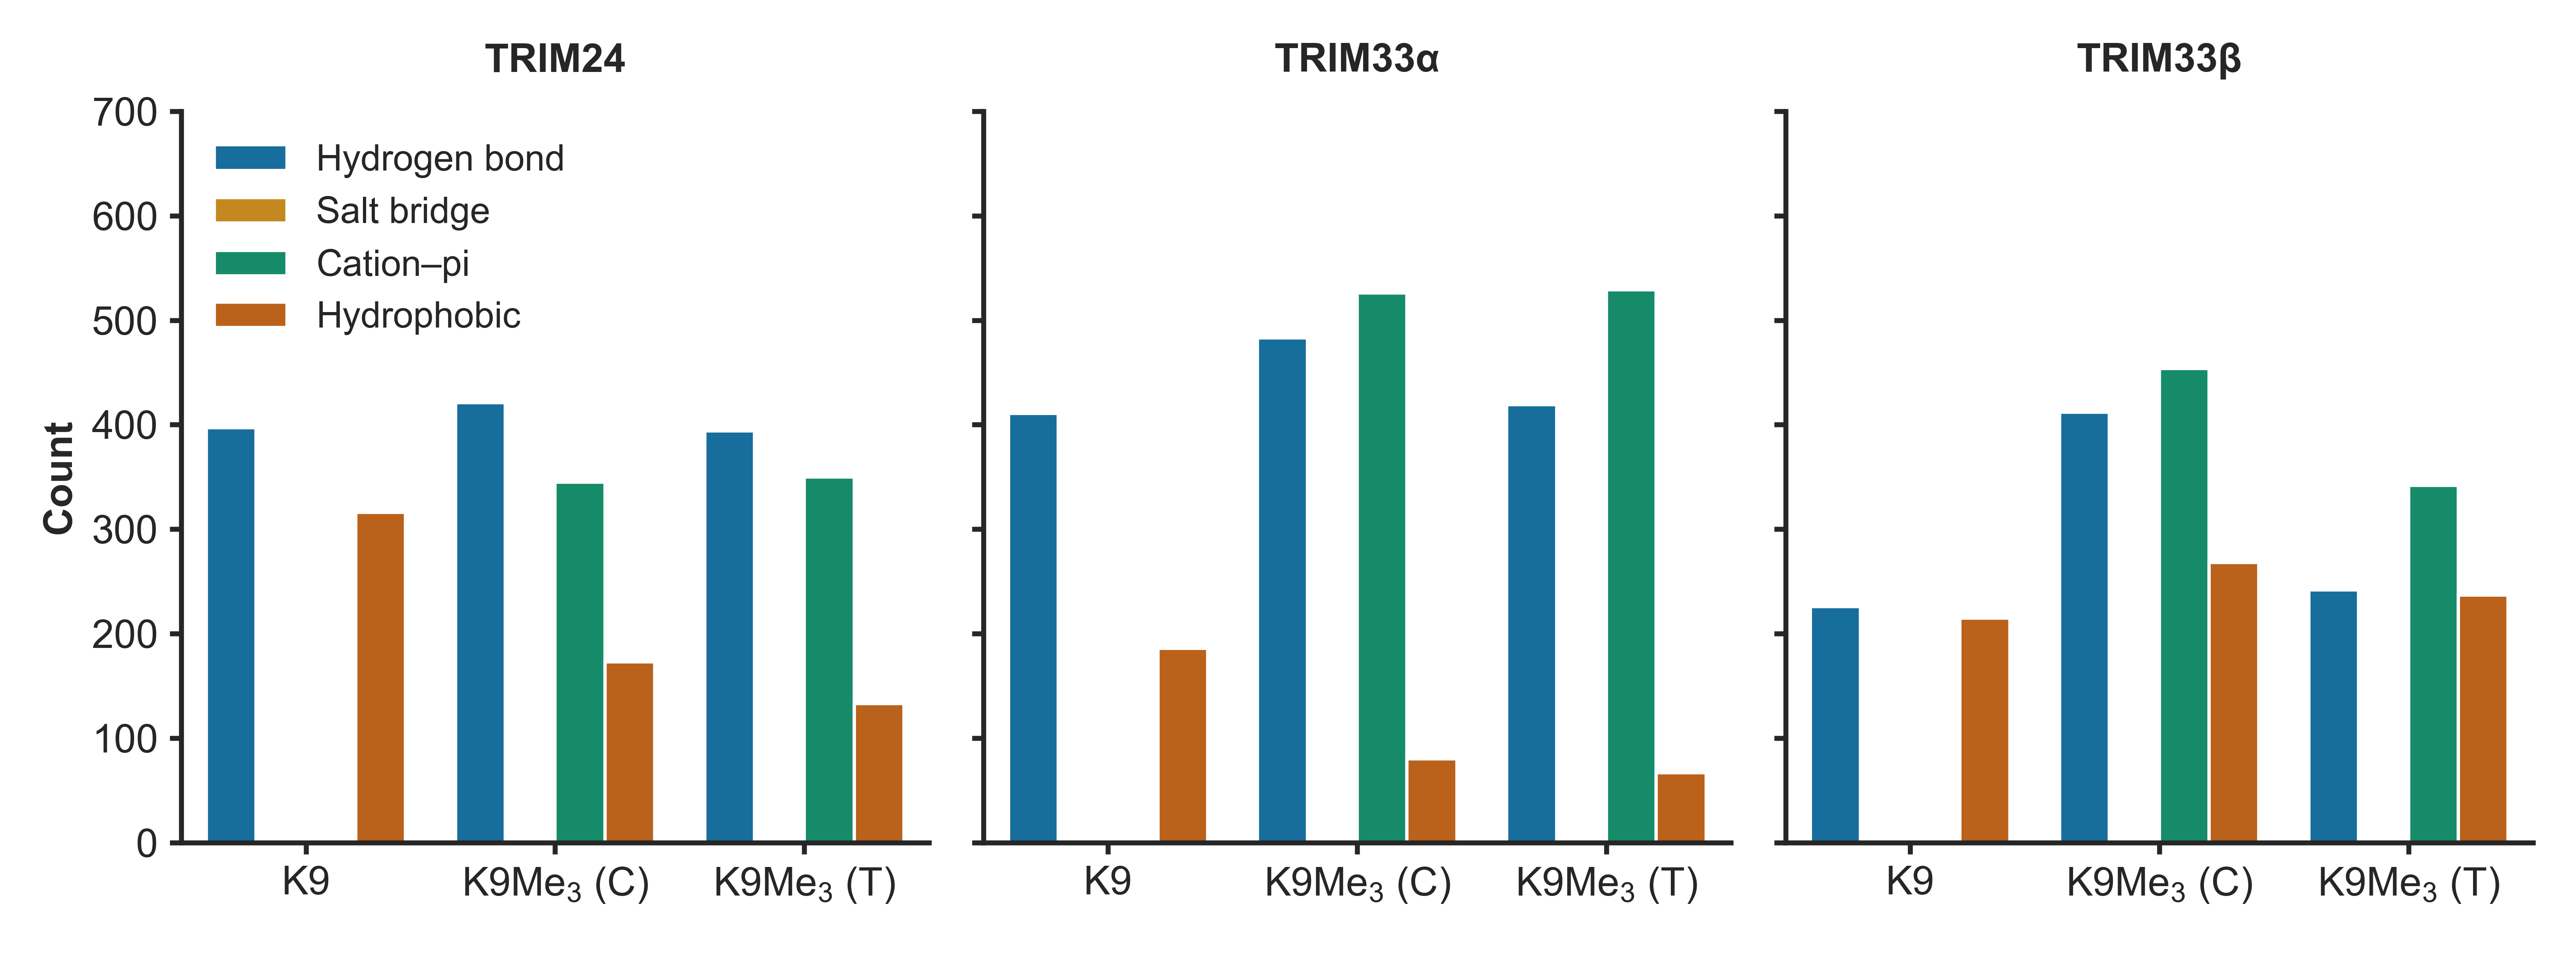 TRIM24
TRIM33α
TRIM33β
700
600
500
400
300
200
100
0
Count
Hydrogen bond
Salt bridge
Cation–pi
Hydrophobic
K9
K9Me₃ (C)
K9Me₃ (T)
K9
K9Me₃ (C)
K9Me₃ (T)
K9
K9Me₃ (C)
K9Me₃ (T)